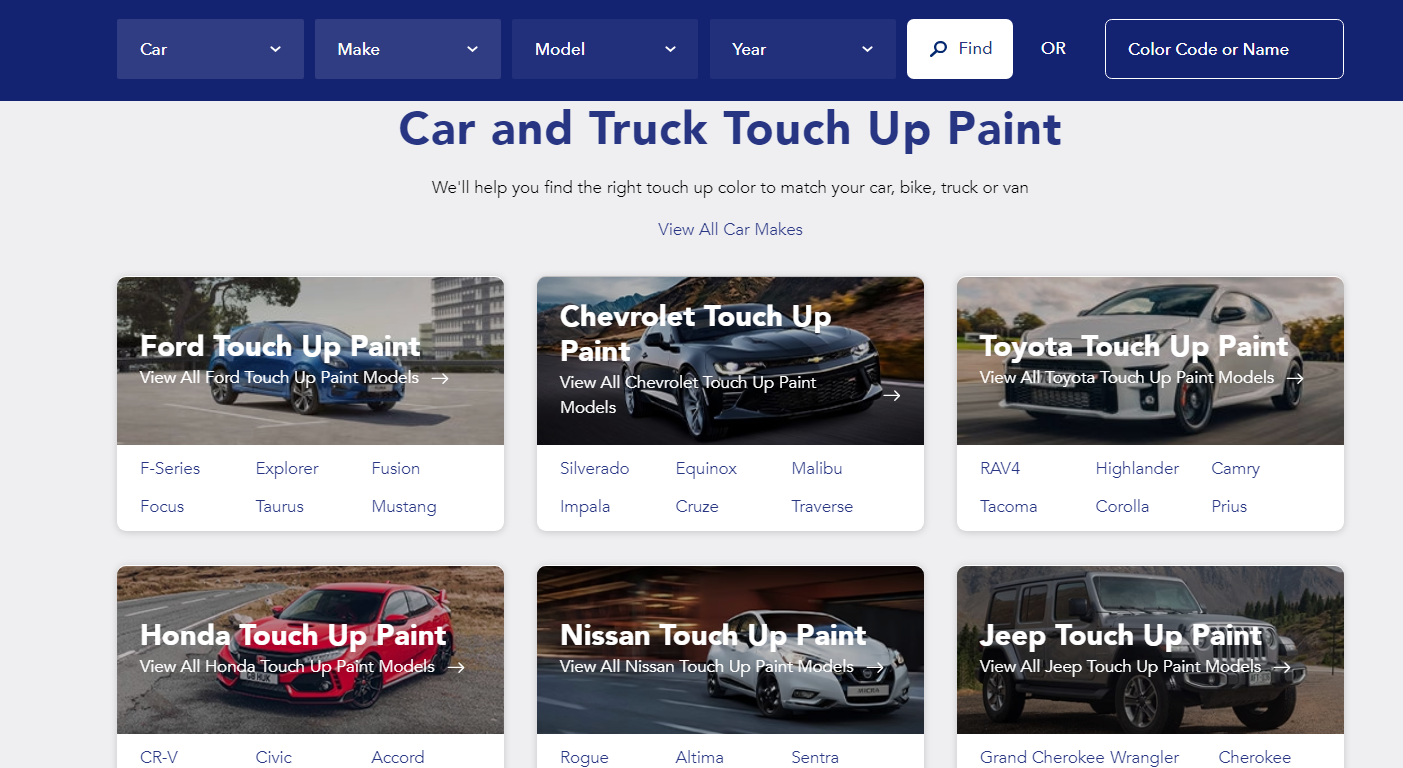 Car Make Model Year Find OR Color Code or Name
Car and Truck Touch Up Paint
We'll help you find the right touch up color to match your car, bike, truck or van
View All Car Makes
Ford Touch Up Paint
View All Ford Touch Up Paint Models
F-Series Explorer Fusion
Focus Taurus Mustang
Chevrolet Touch Up
Paint
View All Chevrolet Touch Up Paint
Models
Silverado Equinox Malibu
Impala Cruze Traverse
Toyota Touch Up Paint
View All Toyota Touch Up Paint Models
RAV4 Highlander Camry
Tacoma Corolla Prius
Honda Touch Up Paint
View All Honda Touch Up Paint Models
G8 HUK
CR-V Civic Accord
Nissan Touch Up Paint
View All Nissan Touch Up Paint Models
MICRA
Rogue Altima Sentra
Jeep Touch Up Paint
View All Jeep Touch Up Paint Models
Grand Cherokee Wrangler Cherokee